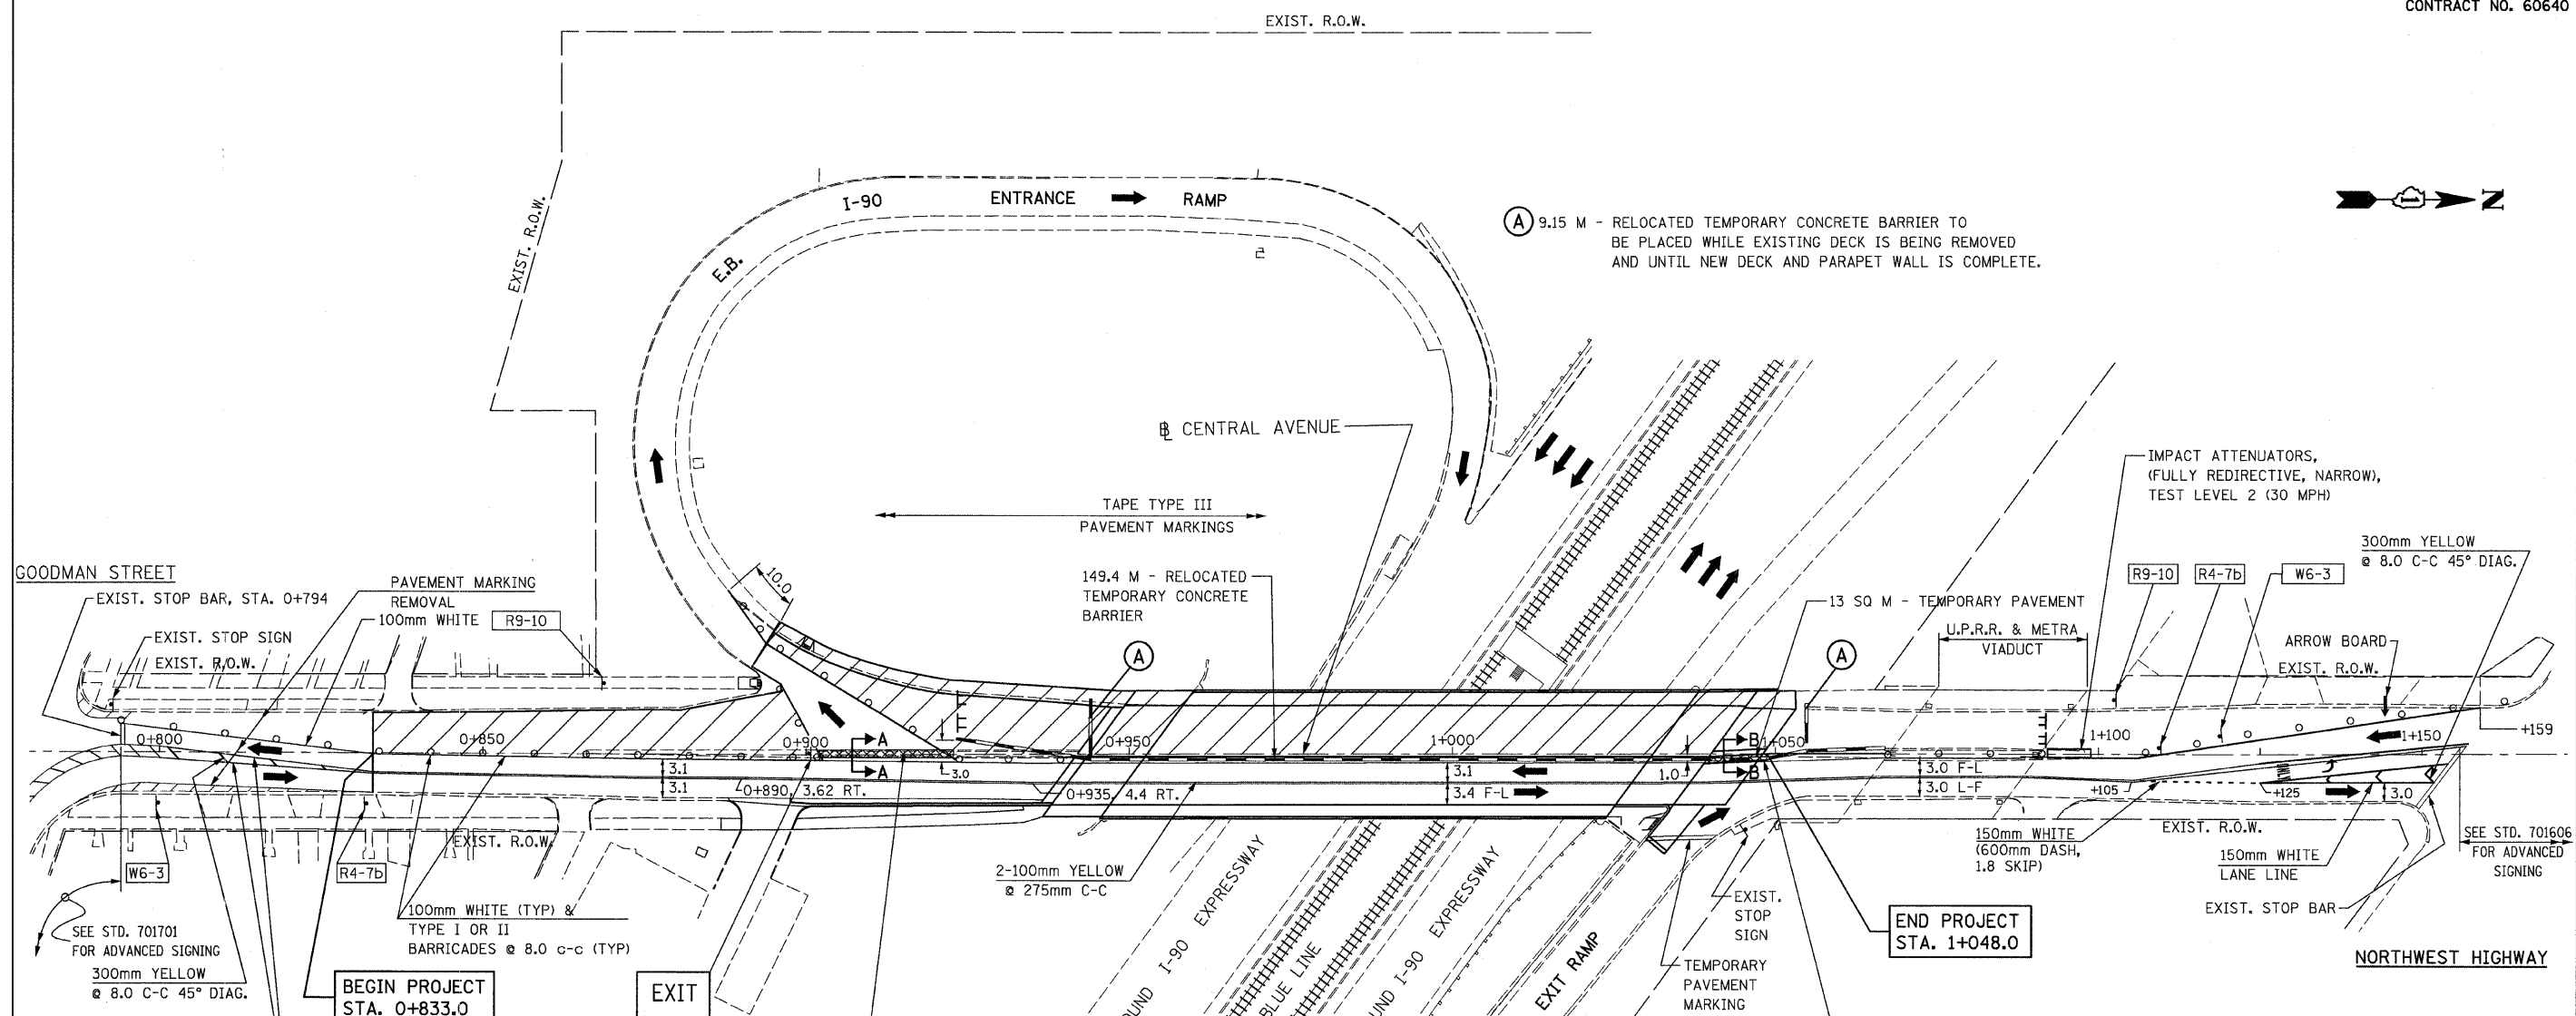 CONTRACT NO. 60640
EXIST. R.O.W.
EXIST. R.O.W.
I-90 ENTRANCE RAMP
E.B.
N
A 9.15 M - RELOCATED TEMPORARY CONCRETE BARRIER TO
BE PLACED WHILE EXISTING DECK IS BEING REMOVED
AND UNTIL NEW DECK AND PARAPET WALL IS COMPLETE.
℄ CENTRAL AVENUE
TAPE TYPE III
PAVEMENT MARKINGS
IMPACT ATTENUATORS,
(FULLY REDIRECTIVE, NARROW),
TEST LEVEL 2 (30 MPH)
300mm YELLOW
@ 8.0 C-C 45° DIAG.
GOODMAN STREET
EXIST. STOP BAR, STA. 0+794
PAVEMENT MARKING
REMOVAL
100mm WHITE
R9-10
EXIST. STOP SIGN
EXIST. R.O.W.
10.0
149.4 M - RELOCATED
TEMPORARY CONCRETE
BARRIER
13 SQ M - TEMPORARY PAVEMENT
U.P.R.R. & METRA
VIADUCT
R9-10
R4-7b
W6-3
ARROW BOARD
EXIST. R.O.W.
A
A
0+800
0+850
0+900
A
A
3.0
0+950
1+000
B
B
1+050
1+100
1+150
+159
3.1
3.1
0+890, 3.62 RT.
0+935, 4.4 RT.
3.1
3.4 F-L
1.0
3.0 F-L
3.0 L-F
+105
+125
3.0
W6-3
R4-7b
EXIST. R.O.W.
EXIST. R.O.W.
100mm WHITE (TYP) &
TYPE I OR II
BARRICADES @ 8.0 c-c (TYP)
2-100mm YELLOW
@ 275mm C-C
150mm WHITE
(600mm DASH,
1.8 SKIP)
150mm WHITE
LANE LINE
SEE STD. 701606
FOR ADVANCED
SIGNING
EXIST. STOP BAR
SEE STD. 701701
FOR ADVANCED SIGNING
300mm YELLOW
@ 8.0 C-C 45° DIAG.
BEGIN PROJECT
STA. 0+833.0
EXIT
I-90 EXPRESSWAY
BLUE LINE
I-90 EXPRESSWAY
EXIT RAMP
EXIST.
STOP
SIGN
TEMPORARY
PAVEMENT
MARKING
END PROJECT
STA. 1+048.0
NORTHWEST HIGHWAY